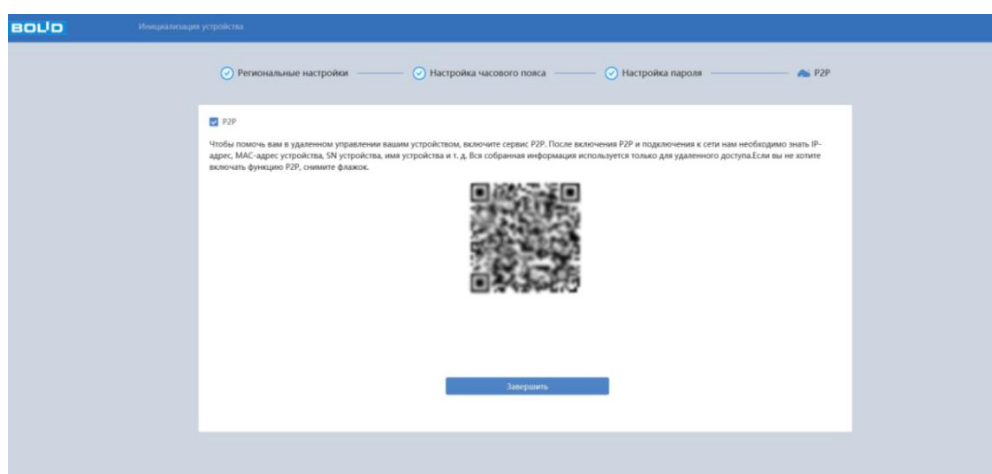 BOLID
Инициализация устройства
Региональные настройки
Настройка часового пояса
Настройка пароля
P2P
P2P
Чтобы помочь вам в удаленном управлении вашим устройством, включите сервис P2P. После включения P2P и подключения к сети нам необходимо знать IP-
адрес, MAC-адрес устройства, SN устройства, имя устройства и т. д. Вся собранная информация используется только для удаленного доступа.Если вы не хотите
включать функцию P2P, снимите флажок.
Завершить